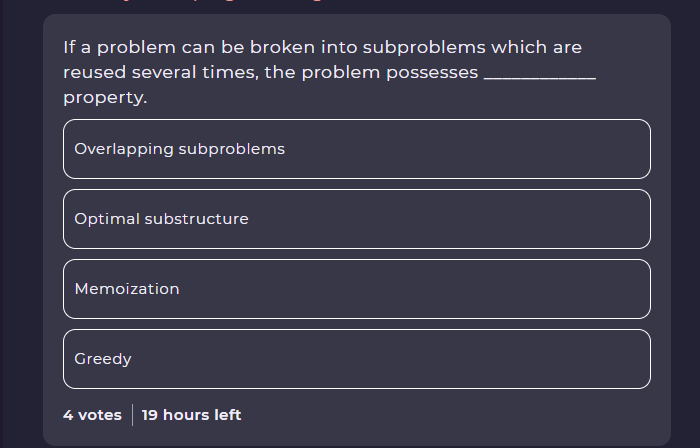 If a problem can be broken into subproblems which are
reused several times, the problem possesses ____________
property.
Overlapping subproblems
Optimal substructure
Memoization
Greedy
4 votes | 19 hours left